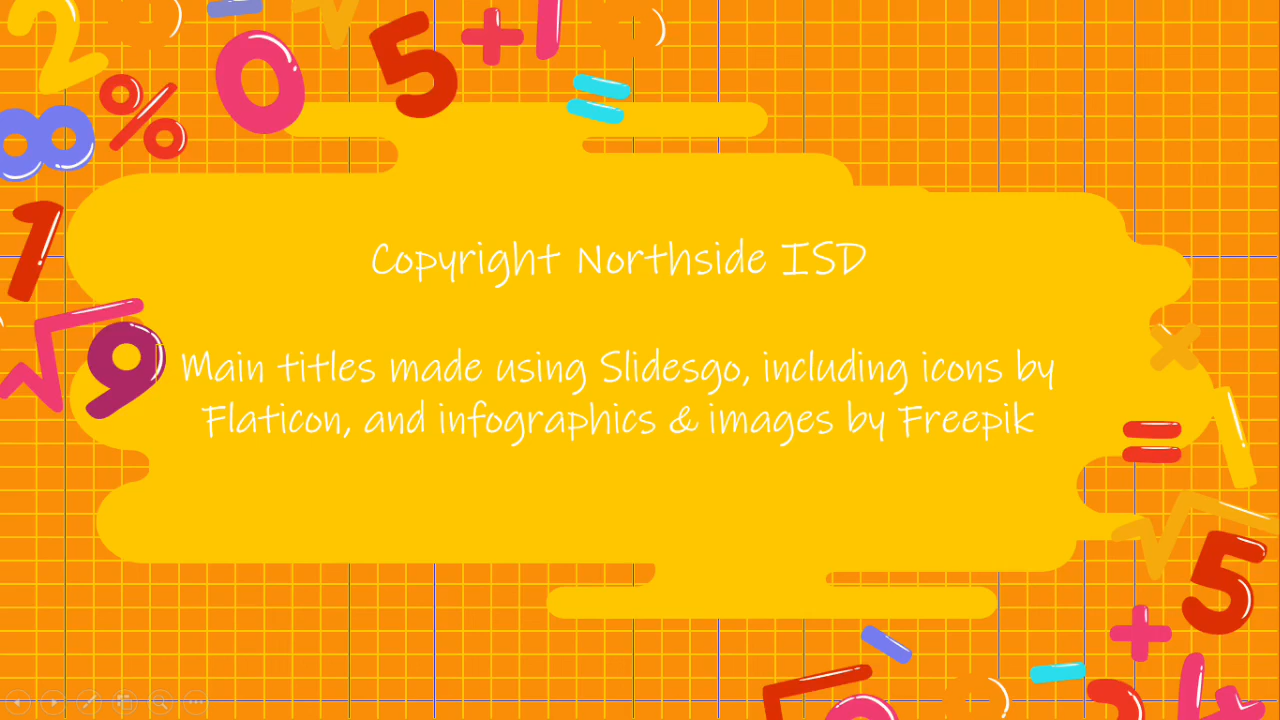 Copyright Northside ISD
Main titles made using Slidesgo, including icons by
Flaticon, and infographics & images by Freepik